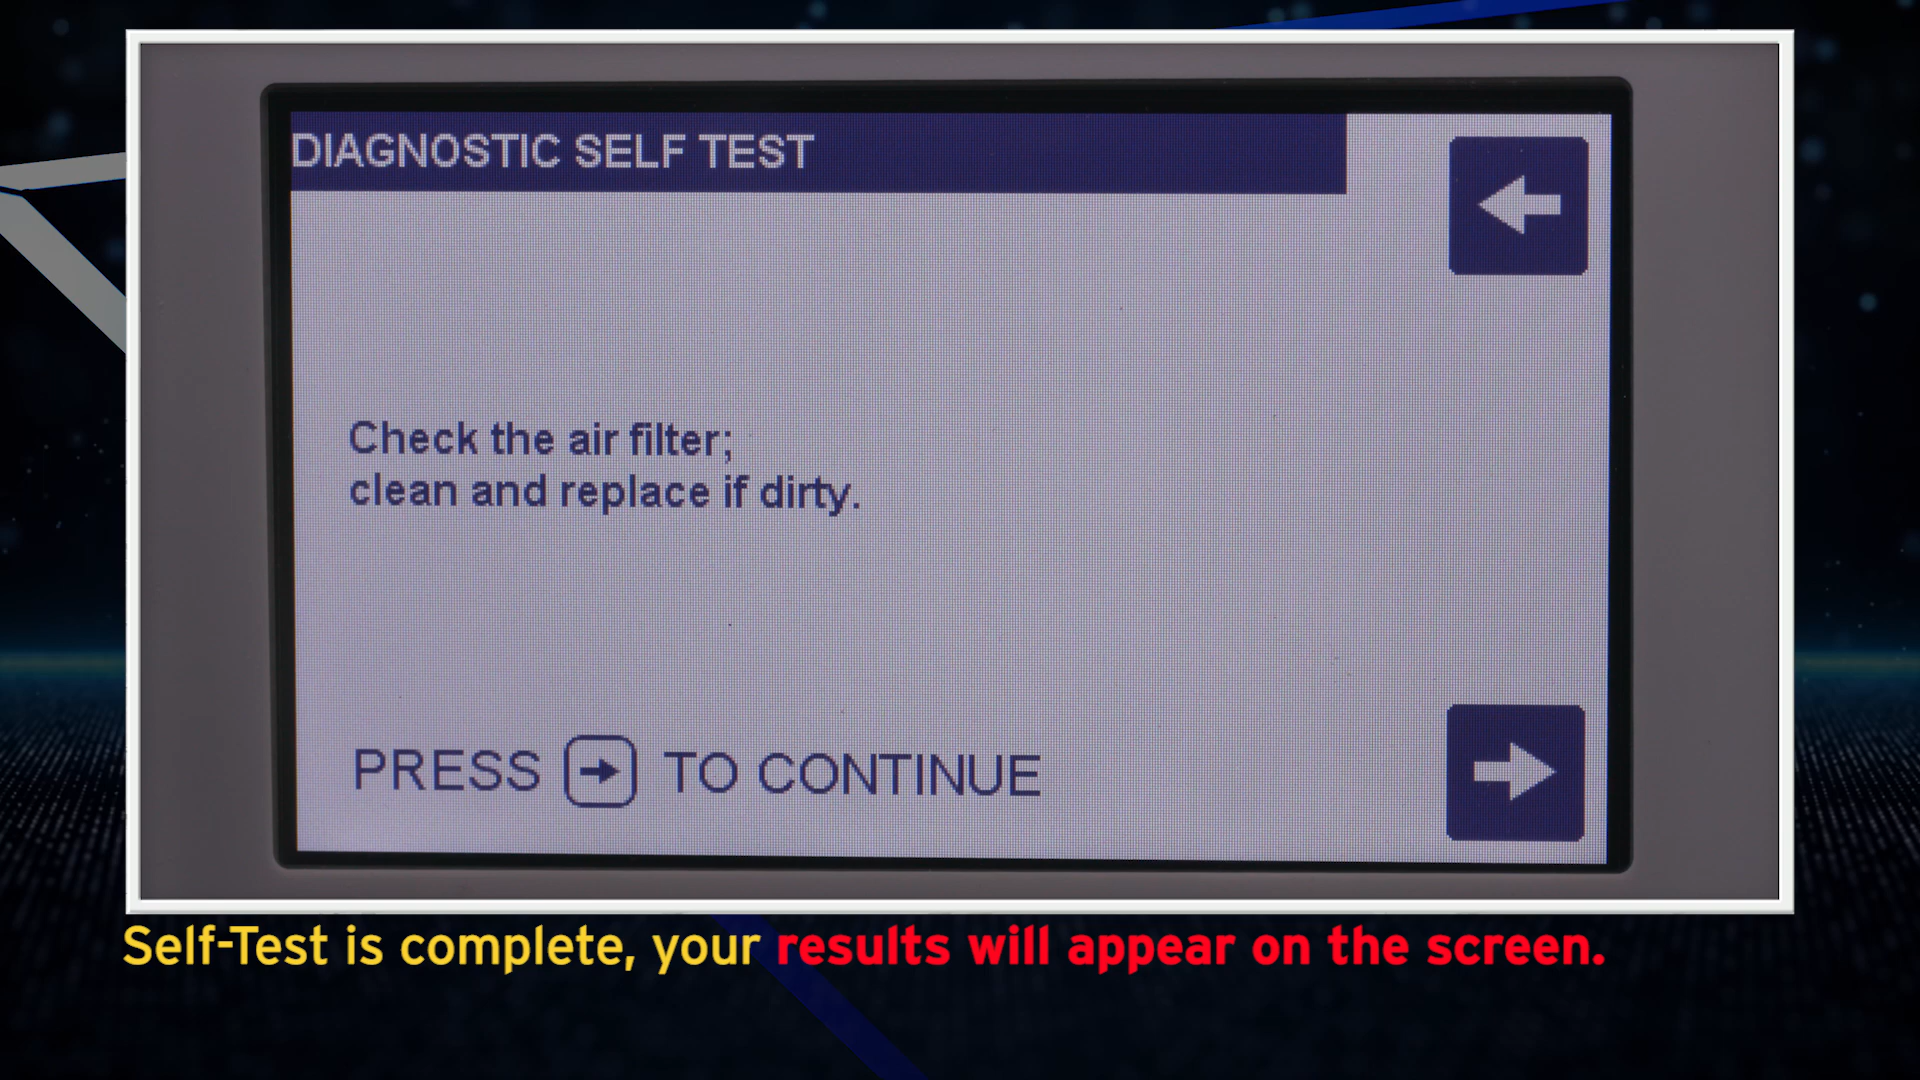 DIAGNOSTIC SELF TEST
Check the air filter;
clean and replace if dirty.
PRESS TO CONTINUE
Self-Test is complete, your results will appear on the screen.